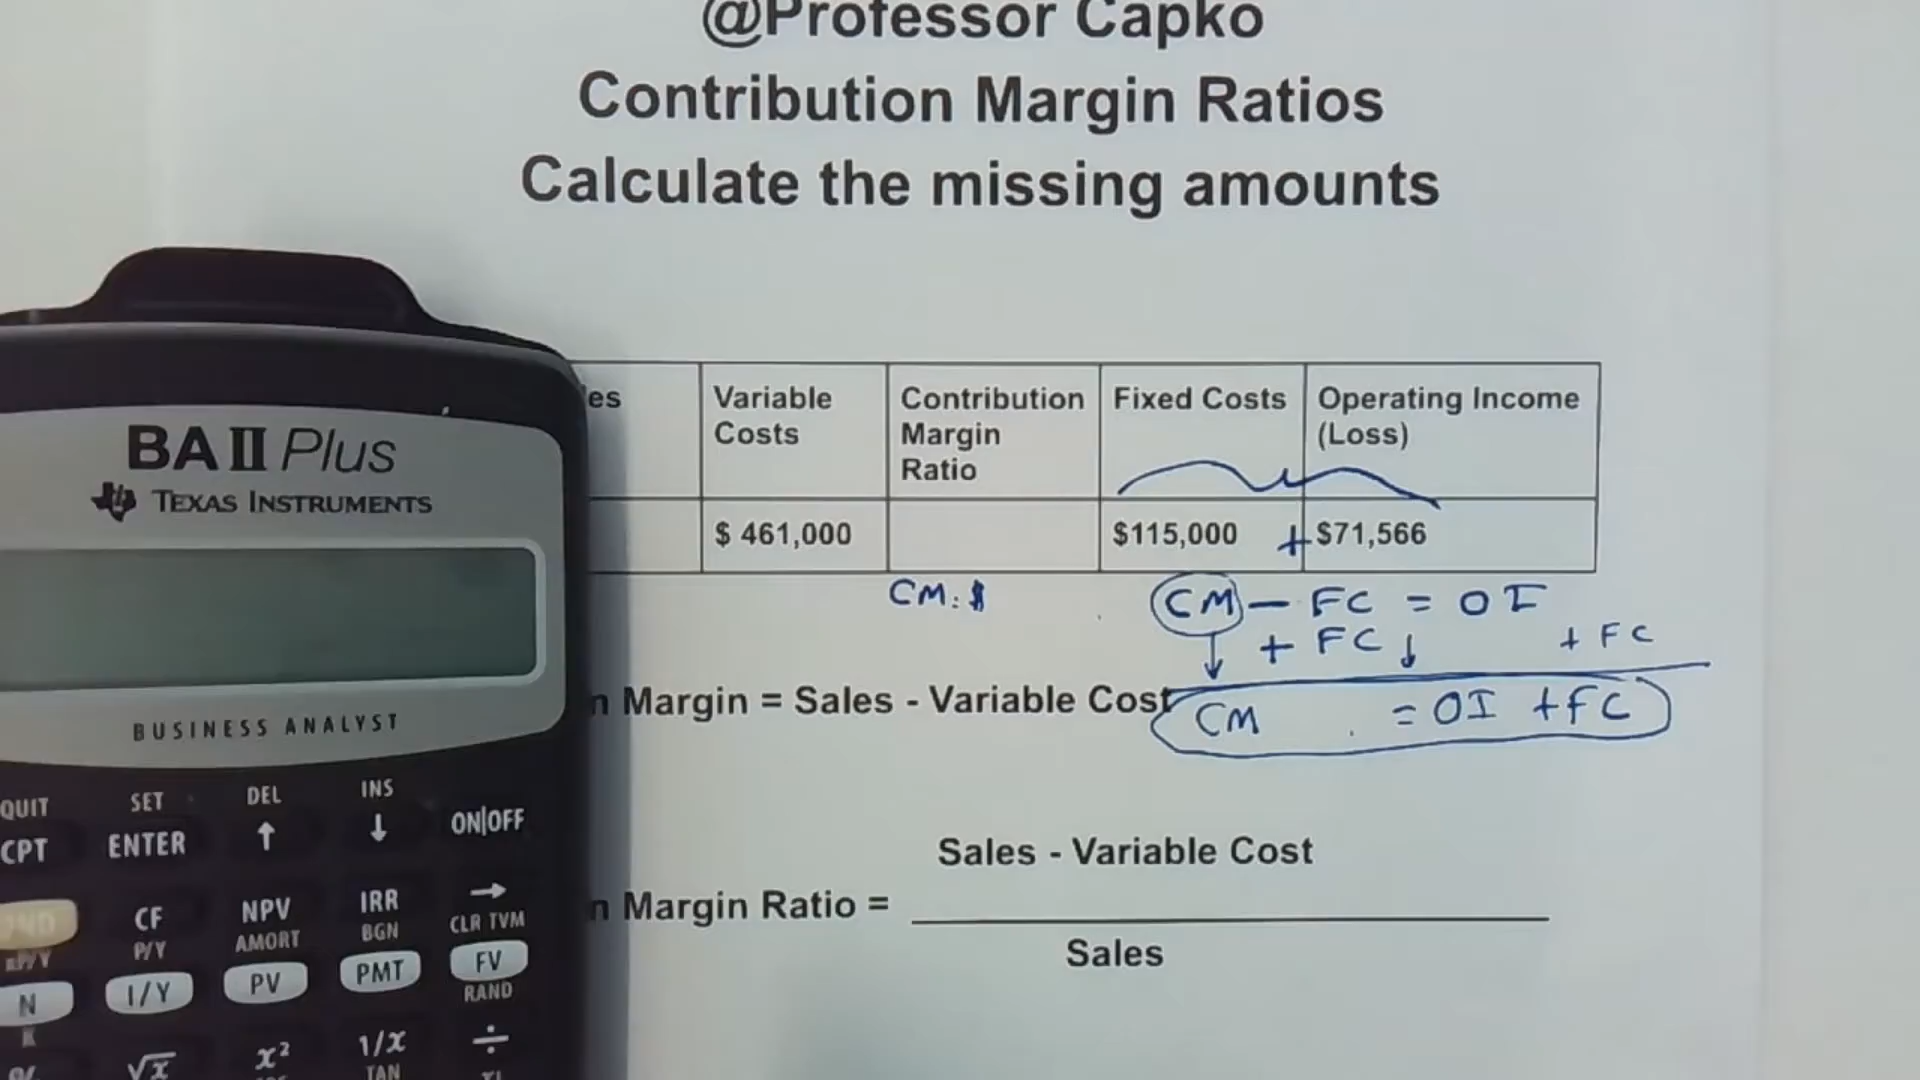 @Professor Capko
Contribution Margin Ratios
Calculate the missing amounts
es
Variable Costs
Contribution Margin Ratio
Fixed Costs
Operating Income (Loss)
$ 461,000
$115,000
+
$71,566
CM: $
CM - FC = OI
+ FC + FC
CM = OI + FC
n Margin = Sales - Variable Cost
Sales - Variable Cost
n Margin Ratio =
Sales
BA II Plus
TEXAS INSTRUMENTS
BUSINESS ANALYST
QUIT SET DEL INS
CPT ENTER ↑ ↓ ON|OFF
2ND CF NPV IRR →
xP/Y P/Y AMORT BGN CLR TVM
N I/Y PV PMT FV
K RAND
% √x x² 1/x ÷
TAN